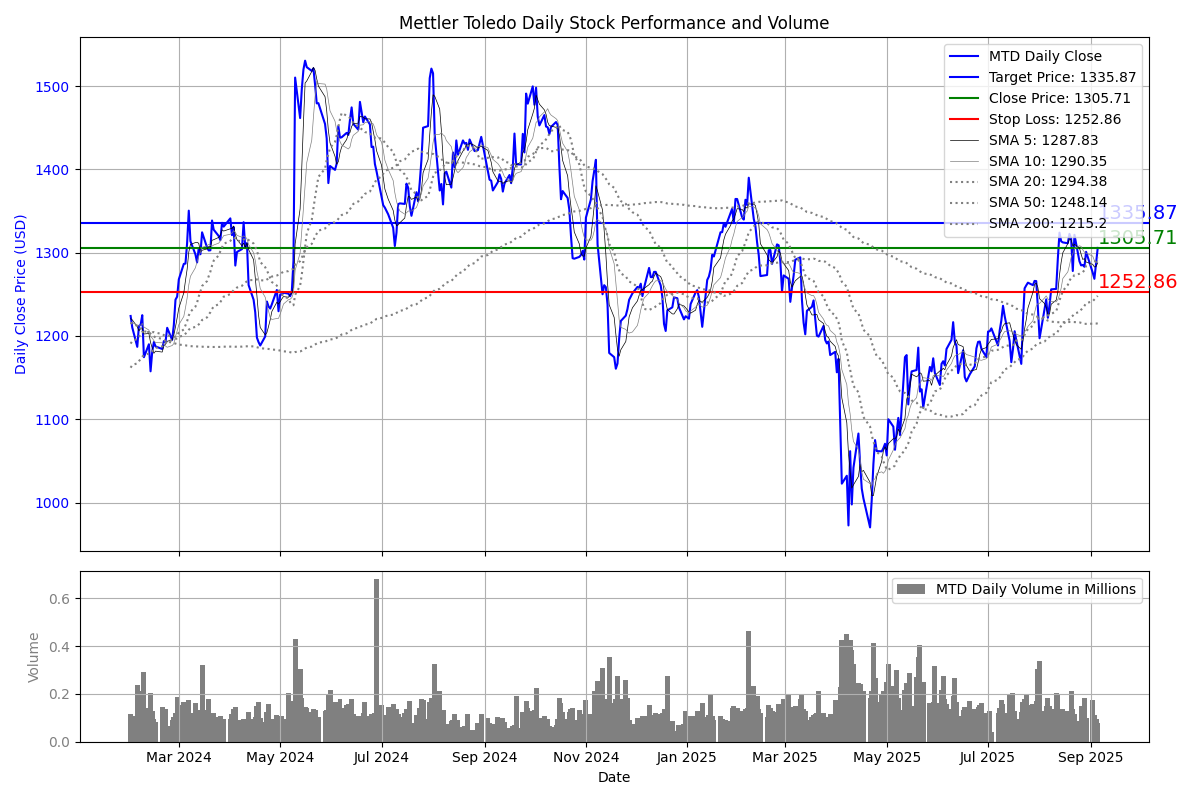 Mettler Toledo Daily Stock Performance and Volume
Daily Close Price (USD)
1500
1400
1300
1200
1100
1000
MTD Daily Close
Target Price: 1335.87
Close Price: 1305.71
Stop Loss: 1252.86
SMA 5: 1287.83
SMA 10: 1290.35
SMA 20: 1294.38
SMA 50: 1248.14
SMA 200: 1215.2
1335.87
1305.71
1252.86
Volume
0.6
0.4
0.2
0.0
MTD Daily Volume in Millions
Mar 2024
May 2024
Jul 2024
Sep 2024
Nov 2024
Jan 2025
Mar 2025
May 2025
Jul 2025
Sep 2025
Date